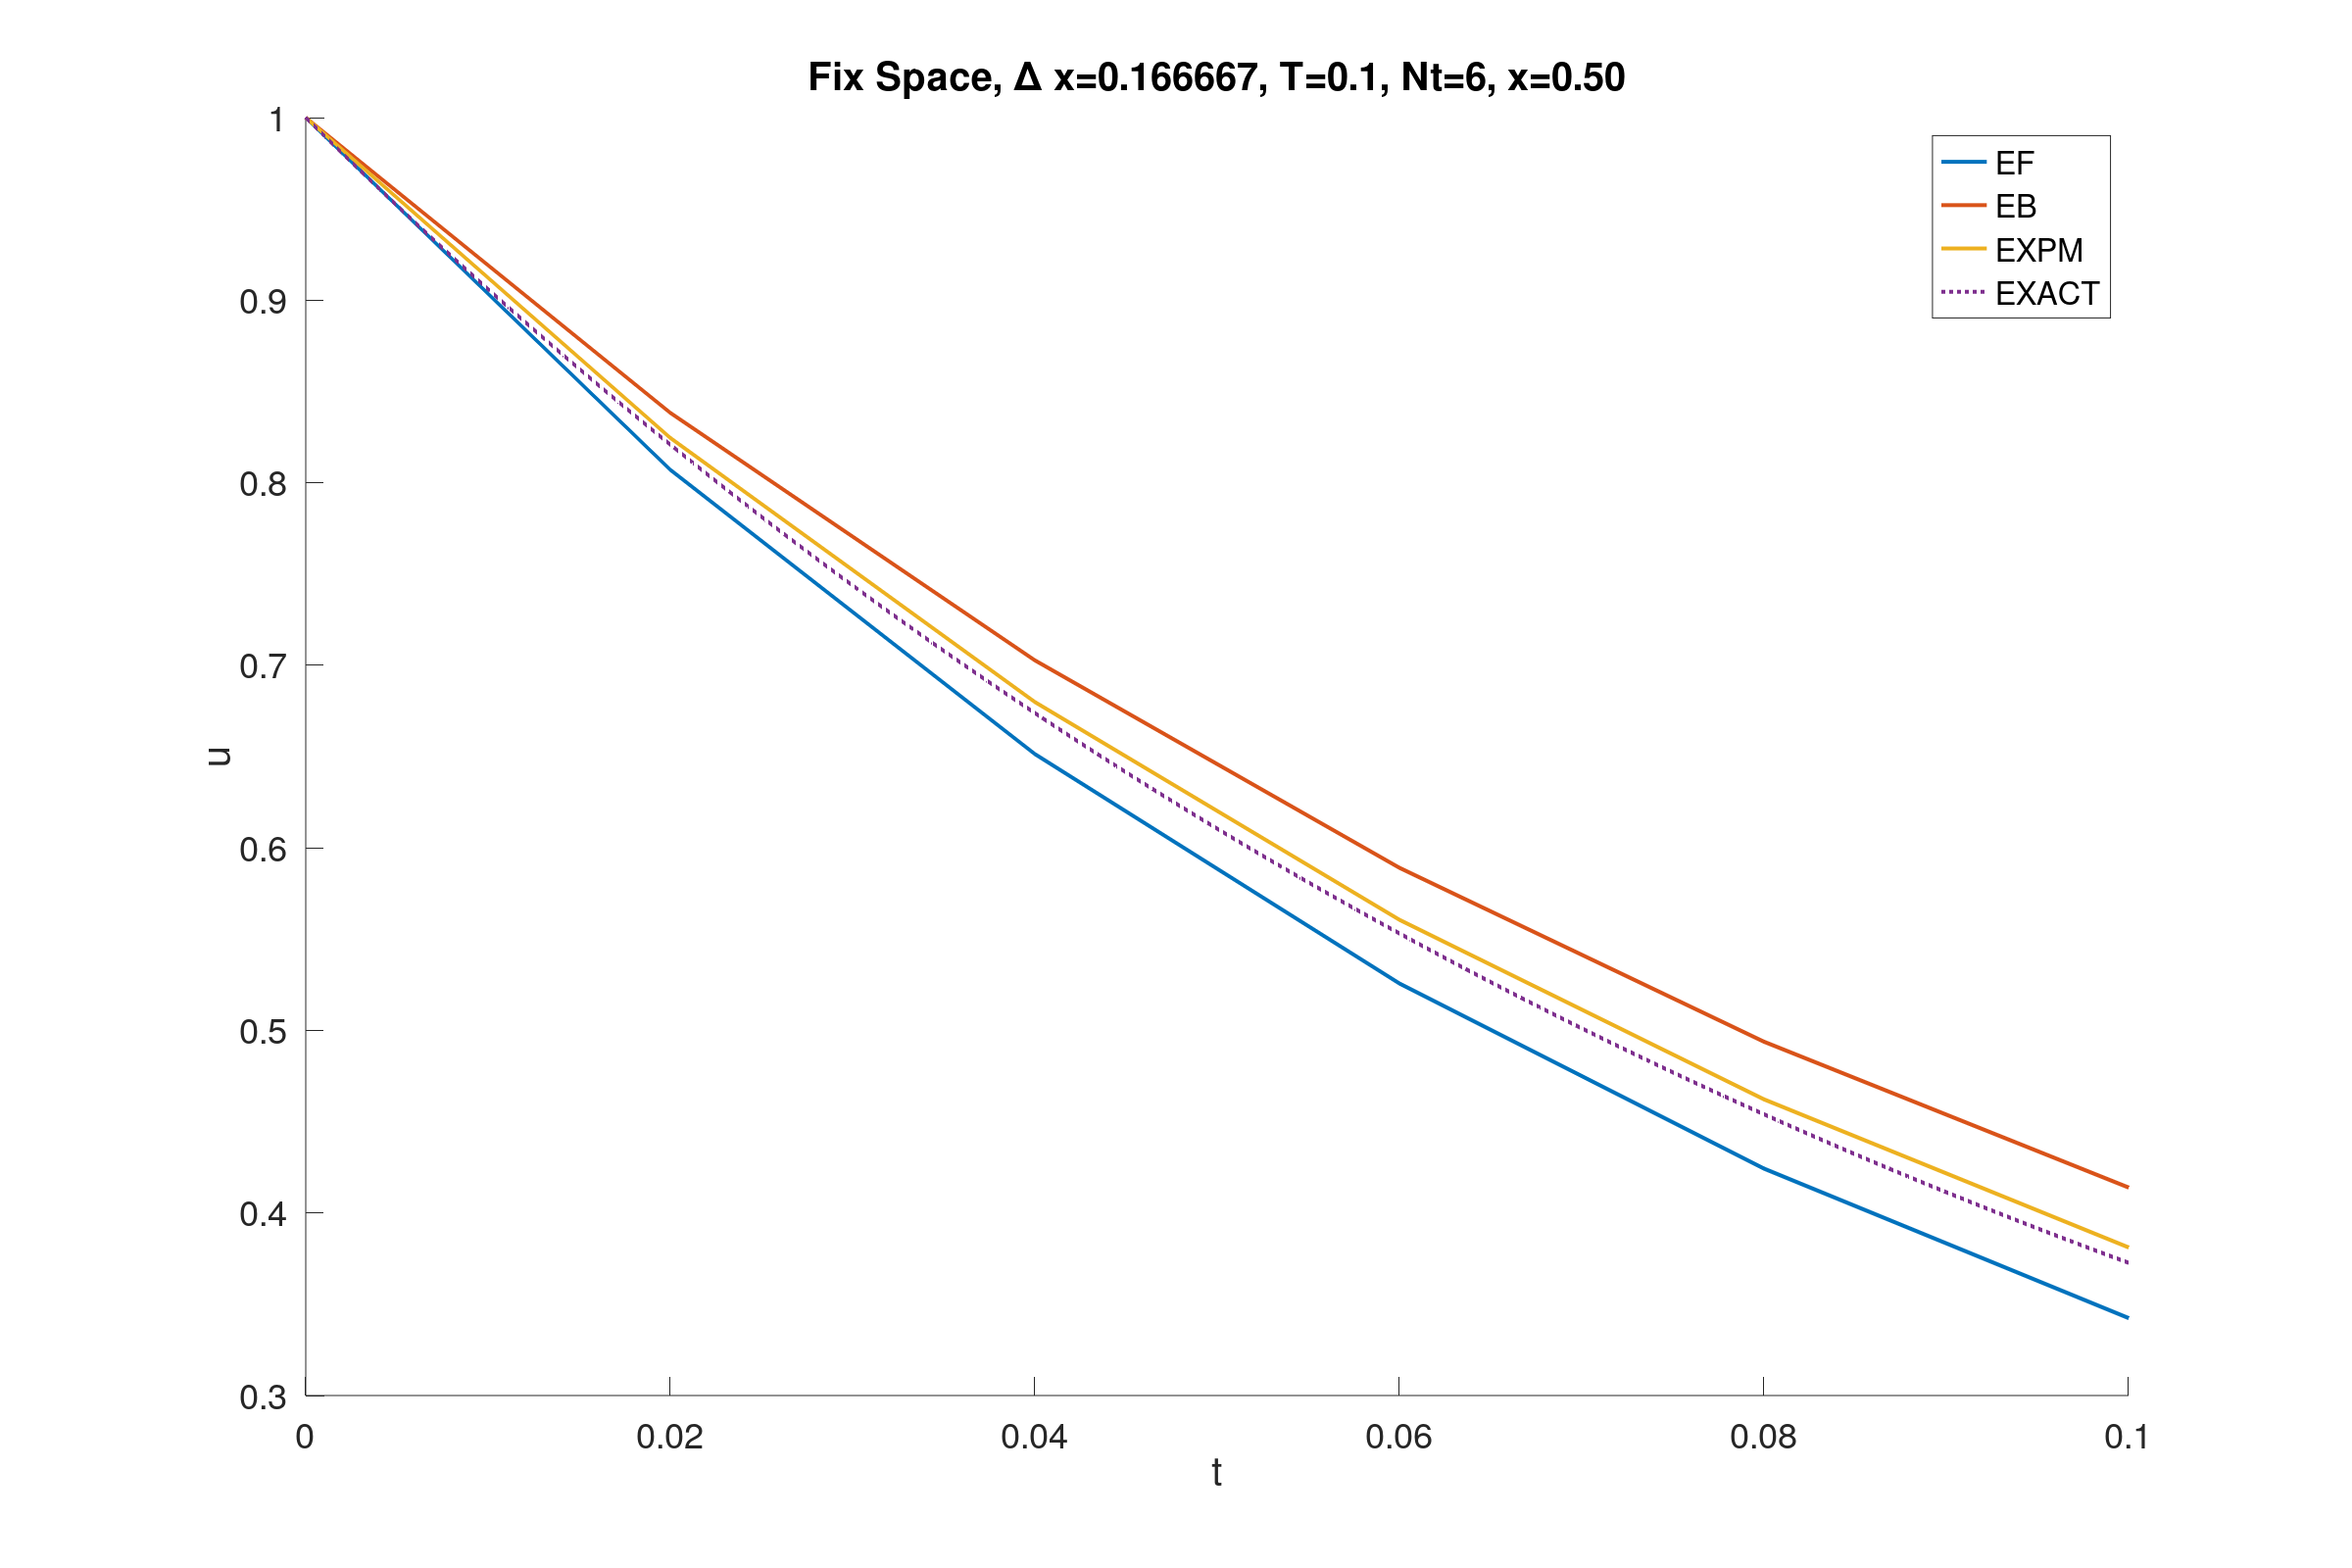 Fix Space, Δ x=0.166667, T=0.1, Nt=6, x=0.50
1
0.9
0.8
0.7
0.6
0.5
0.4
0.3
u
EF
EB
EXPM
EXACT
0 0.02 0.04 0.06 0.08 0.1
t